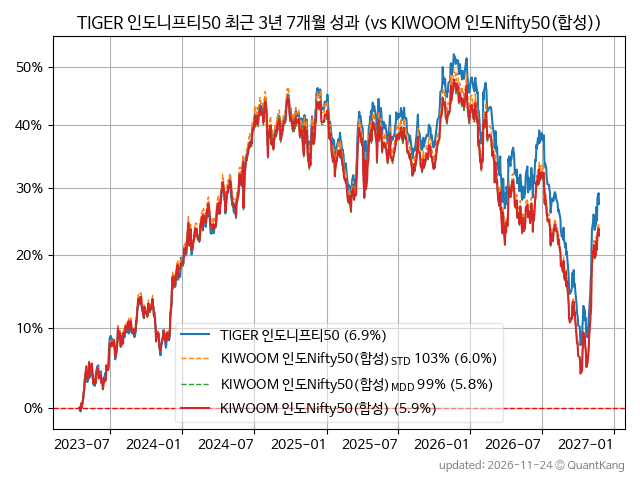 TIGER 인도니프티50 최근 3년 7개월 성과 (vs KIWOOM 인도Nifty50(합성))
50%
40%
30%
20%
10%
0%
TIGER 인도니프티50 (6.9%)
KIWOOM 인도Nifty50(합성) STD 103% (6.0%)
KIWOOM 인도Nifty50(합성) MDD 99% (5.8%)
KIWOOM 인도Nifty50(합성) (5.9%)
2023-07 2024-01 2024-07 2025-01 2025-07 2026-01 2026-07 2027-01
updated: 2026-11-24 © QuantKang